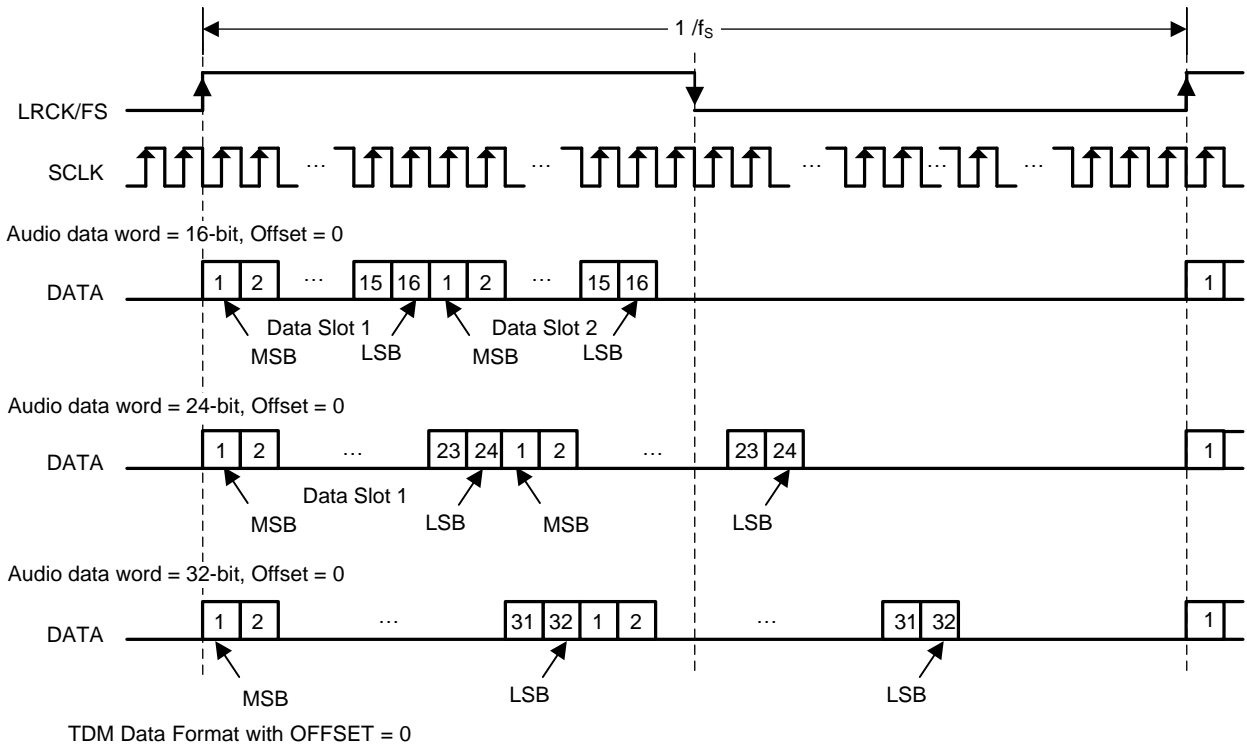 1 /fS
LRCK/FS
SCLK
... ... ... ... ...
Audio data word = 16-bit, Offset = 0
DATA 1 2 ... 15 16 1 2 ... 15 16 1
Data Slot 1 Data Slot 2
MSB LSB MSB LSB
Audio data word = 24-bit, Offset = 0
DATA 1 2 ... 23 24 1 2 ... 23 24 1
Data Slot 1
MSB LSB MSB LSB
Audio data word = 32-bit, Offset = 0
DATA 1 2 ... 31 32 1 2 ... 31 32 1
MSB LSB LSB
TDM Data Format with OFFSET = 0